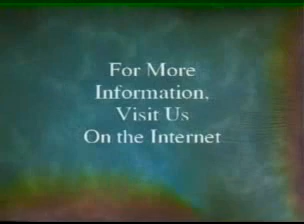 For More
Information,
Visit Us
On the Internet